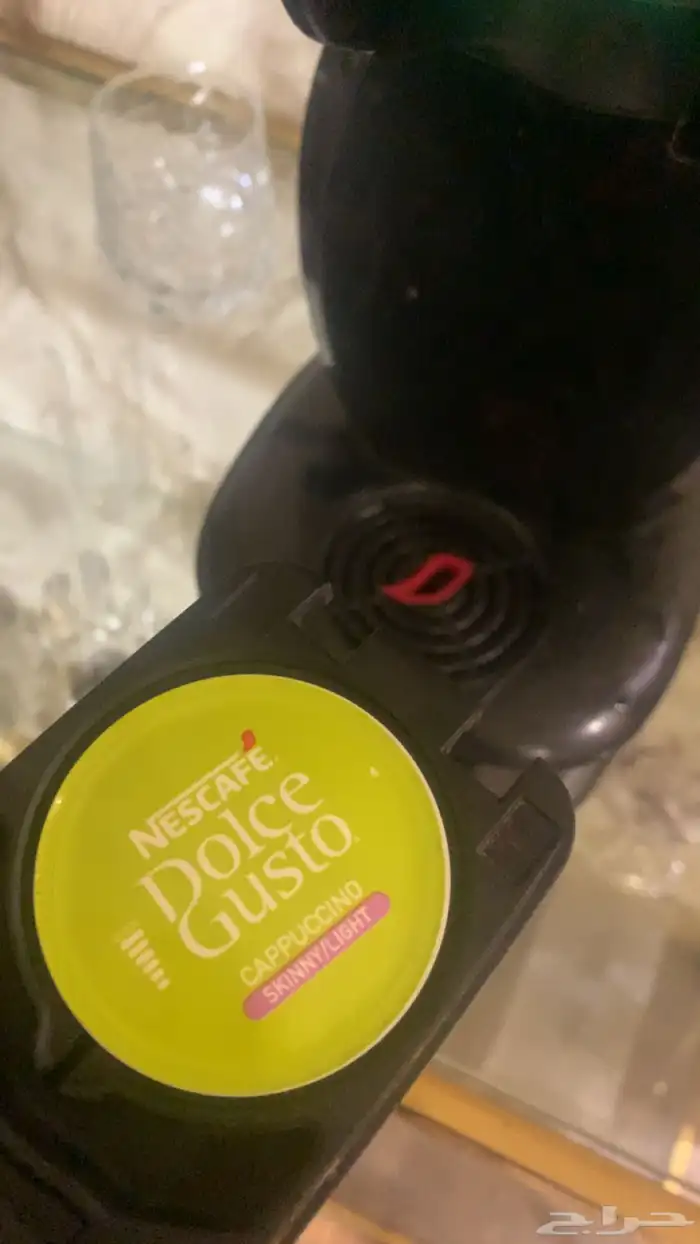 NESCAFÉ
Dolce
Gusto
CAPPUCCINO
SKINNY/LIGHT
حراج